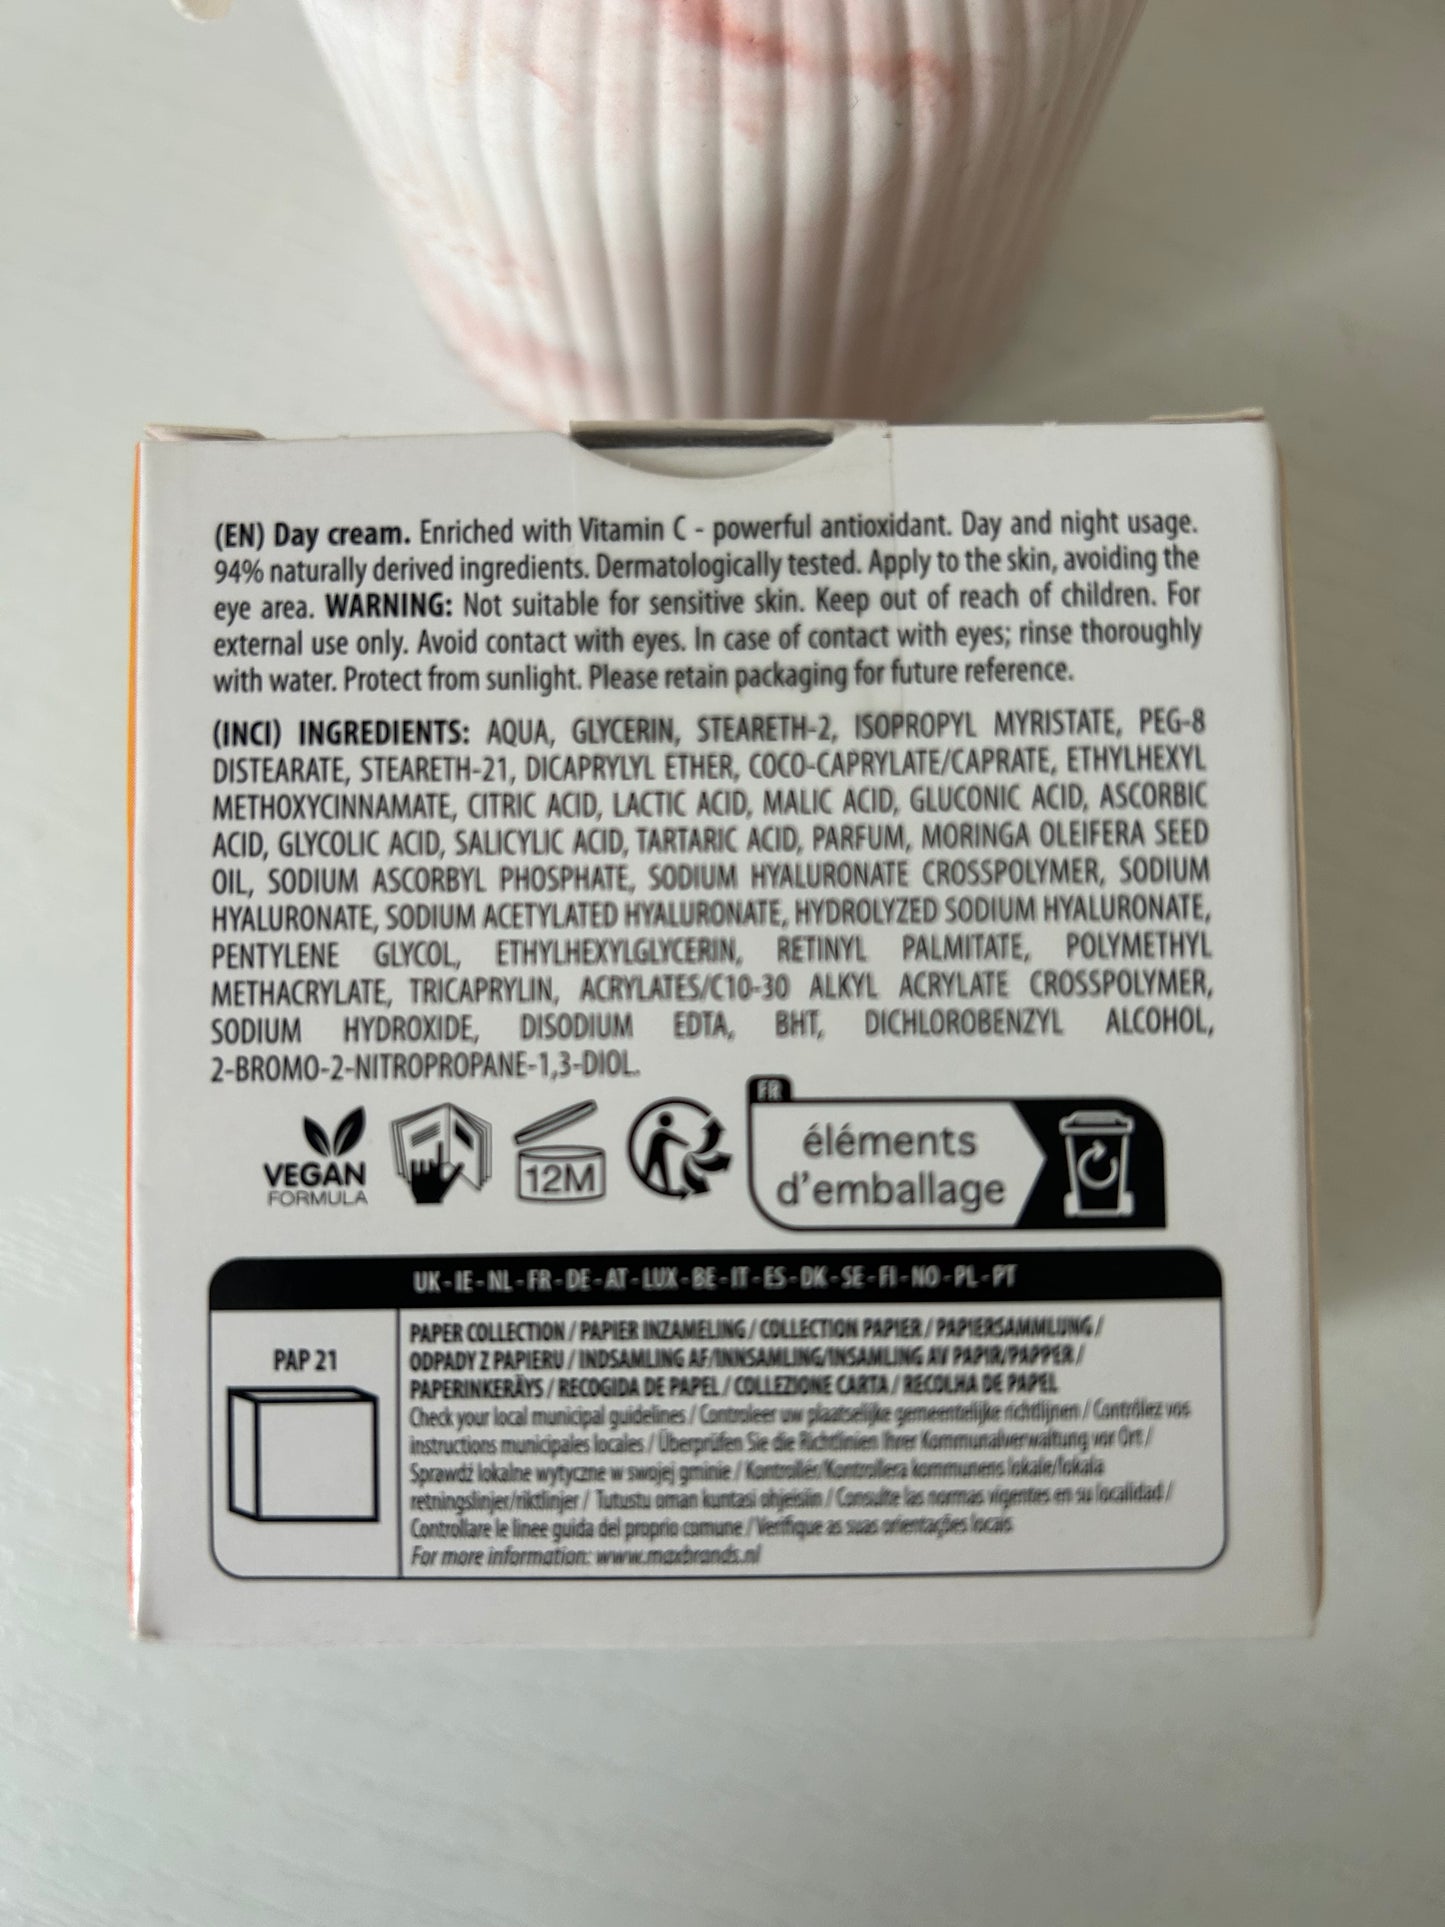 (EN) Day cream. Enriched with Vitamin C - powerful antioxidant. Day and night usage.
94% naturally derived ingredients. Dermatologically tested. Apply to the skin, avoiding the
eye area. WARNING: Not suitable for sensitive skin. Keep out of reach of children. For
external use only. Avoid contact with eyes. In case of contact with eyes; rinse thoroughly
with water. Protect from sunlight. Please retain packaging for future reference.
(INCI) INGREDIENTS: AQUA, GLYCERIN, STEARETH-2, ISOPROPYL MYRISTATE, PEG-8
DISTEARATE, STEARETH-21, DICAPRYLYL ETHER, COCO-CAPRYLATE/CAPRATE, ETHYLHEXYL
METHOXYCINNAMATE, CITRIC ACID, LACTIC ACID, MALIC ACID, GLUCONIC ACID, ASCORBIC
ACID, GLYCOLIC ACID, SALICYLIC ACID, TARTARIC ACID, PARFUM, MORINGA OLEIFERA SEED
OIL, SODIUM ASCORBYL PHOSPHATE, SODIUM HYALURONATE CROSSPOLYMER, SODIUM
HYALURONATE, SODIUM ACETYLATED HYALURONATE, HYDROLYZED SODIUM HYALURONATE,
PENTYLENE GLYCOL, ETHYLHEXYLGLYCERIN, RETINYL PALMITATE, POLYMETHYL
METHACRYLATE, TRICAPRYLIN, ACRYLATES/C10-30 ALKYL ACRYLATE CROSSPOLYMER,
SODIUM HYDROXIDE, DISODIUM EDTA, BHT, DICHLOROBENZYL ALCOHOL,
2-BROMO-2-NITROPROPANE-1,3-DIOL.
VEGAN
FORMULA
12M
FR
éléments
d'emballage
UK - IE - NL - FR - DE - AT - LUX - BE - IT - ES - DK - SE - FI - NO - PL - PT
PAP 21
PAPER COLLECTION / PAPIER INZAMELING / COLLECTION PAPIER / PAPIERSAMMLUNG /
ODPADY Z PAPIERU / INDSAMLING AF/INNSAMLING/INSAMLING AV PAPIR/PAPPER /
PAPERINKERÄYS / RECOGIDA DE PAPEL / COLLEZIONE CARTA / RECOLHA DE PAPEL
Check your local municipal guidelines / Controleer uw plaatselijke gemeentelijke richtlijnen / Contrôlez vos
instructions municipales locales / Überprüfen Sie die Richtlinien Ihrer Kommunalverwaltung vor Ort /
Sprawdź lokalne wytyczne w swojej gminie / Kontrollér/Kontrollera kommunens lokale/lokala
retningslinjer/riktlinjer / Tutustu oman kuntasi ohjeisiin / Consulte las normas vigentes en su localidad /
Controllare le linee guida del proprio comune / Verifique as suas orientações locais
For more information: www.maxbrands.nl